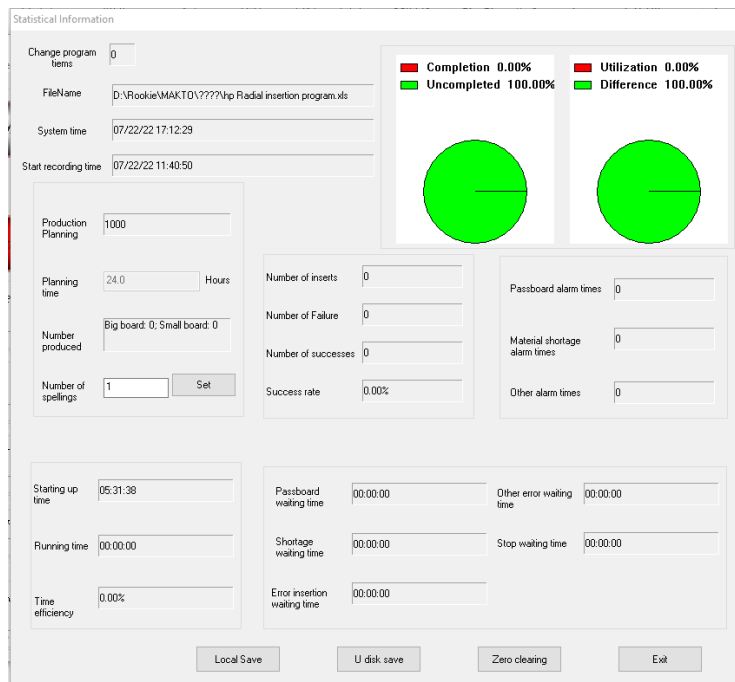 Statistical Information
Change program
tiems
0
FileName
D:\Rookie\MAKTO\????\hp Radial insertion program.xls
System time
07/22/22 17:12:29
Start recording time
07/22/22 11:40:50
Completion 0.00%
Uncompleted 100.00%
Utilization 0.00%
Difference 100.00%
Production
Planning
1000
Planning
time
24.0
Hours
Number
produced
Big board: 0; Small board: 0
Number of
spellings
1
Set
Number of inserts
0
Number of Failure
0
Number of successes
0
Success rate
0.00%
Passboard alarm times
0
Material shortage
alarm times
0
Other alarm times
0
Starting up
time
05:31:38
Running time
00:00:00
Time
efficiency
0.00%
Passboard
waiting time
00:00:00
Other error waiting
time
00:00:00
Shortage
waiting time
00:00:00
Stop waiting time
00:00:00
Error insertion
waiting time
00:00:00
Local Save
U disk save
Zero clearing
Exit